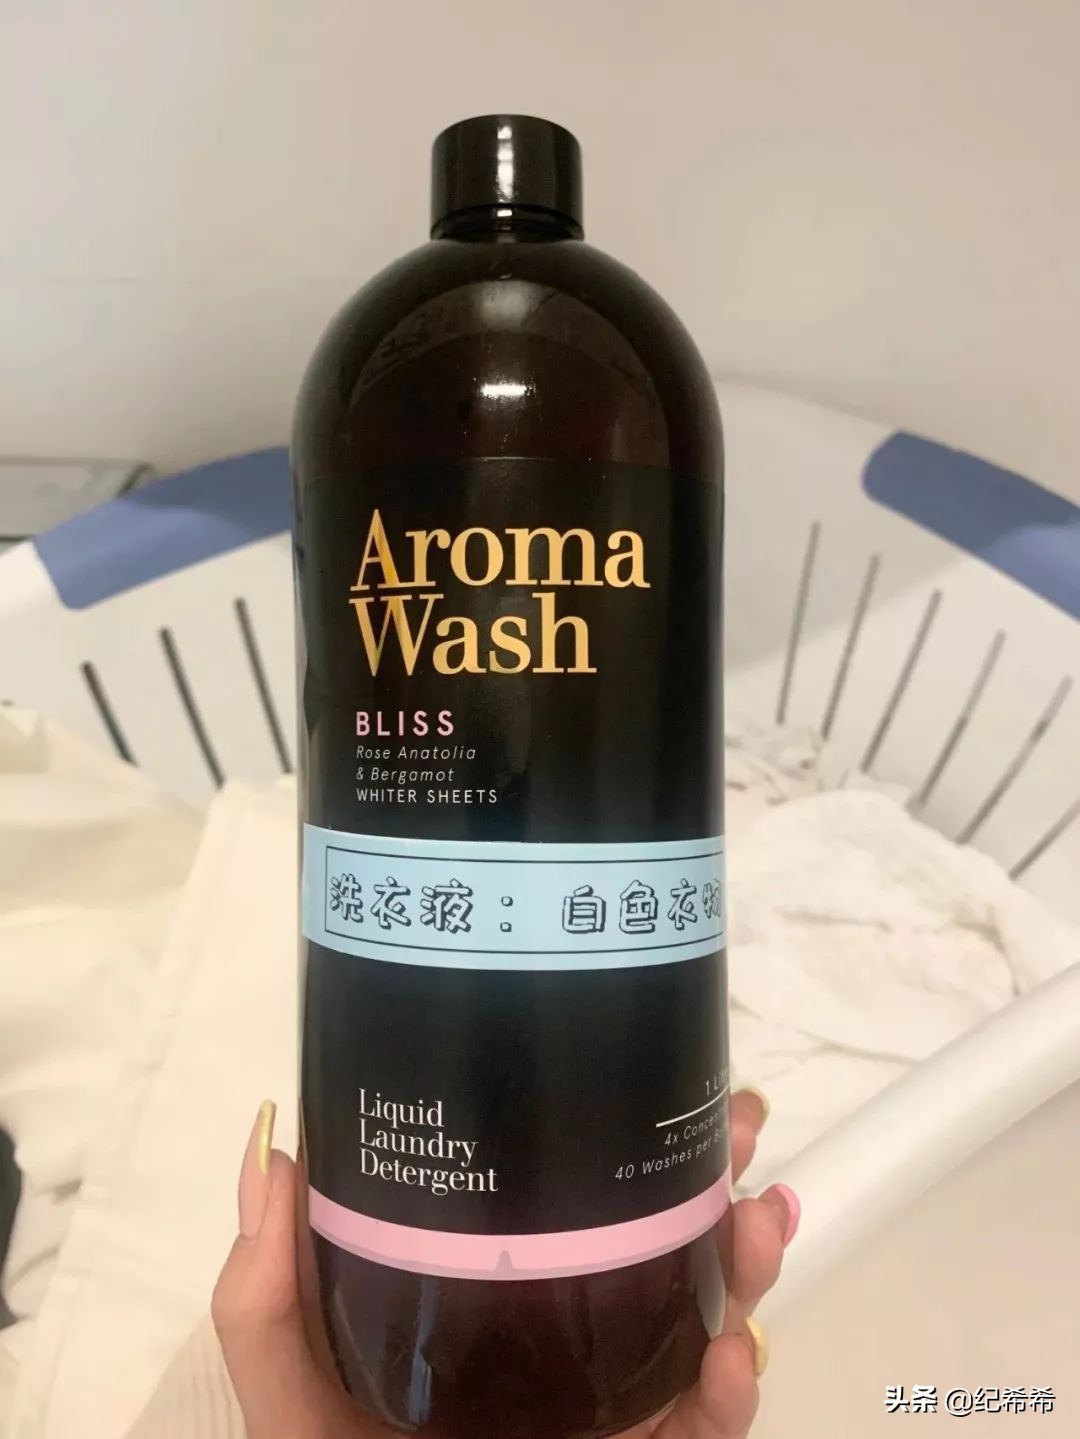 Aroma
Wash
BLISS
Rose Anatolia
& Bergamot
WHITER SHEETS
洗衣液：白色衣物
Liquid
Laundry
Detergent
1
4x
40 Washes per
头条 @纪希希